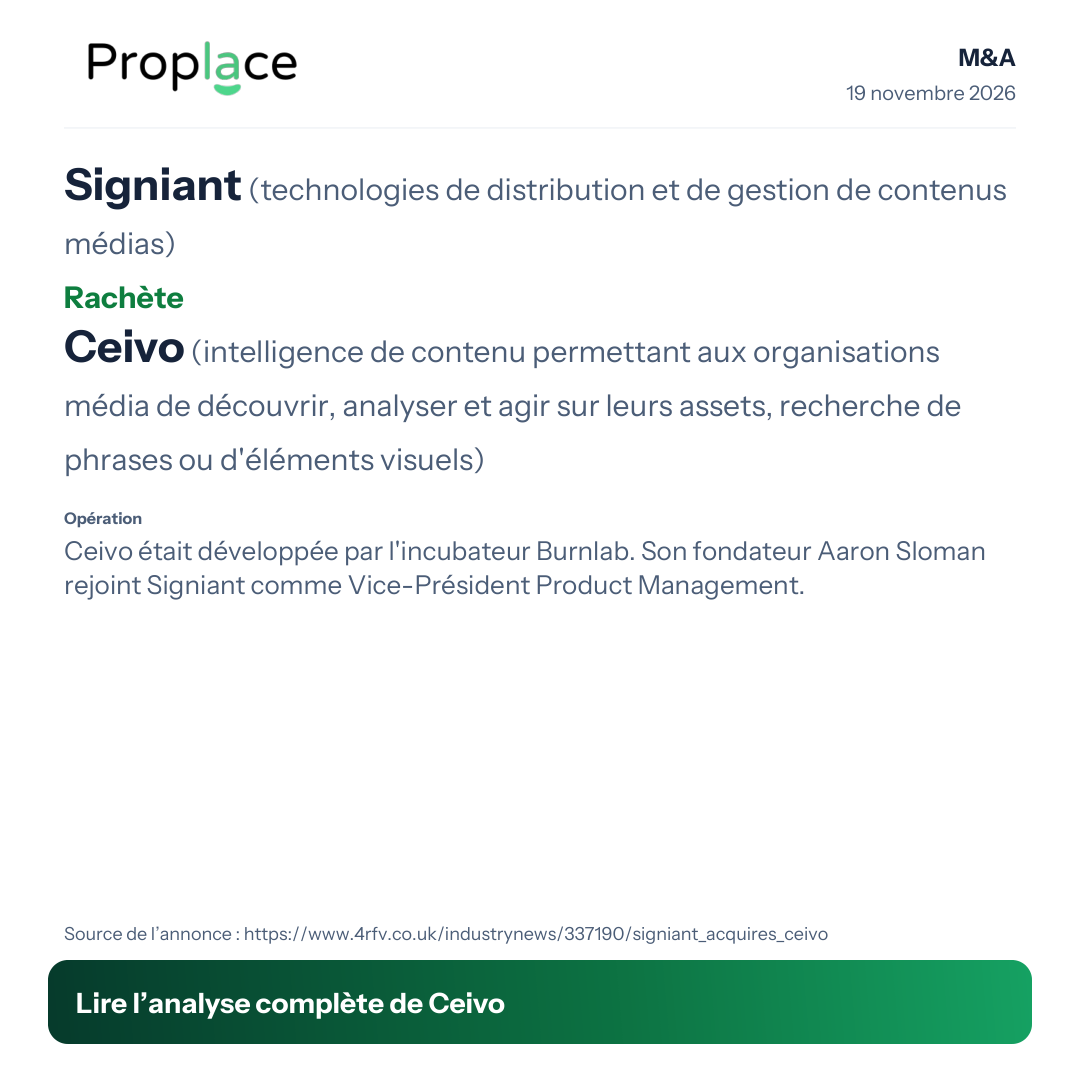 Proplace
M&A
19 novembre 2026
Signiant (technologies de distribution et de gestion de contenus
médias)
Rachète
Ceivo (intelligence de contenu permettant aux organisations
média de découvrir, analyser et agir sur leurs assets, recherche de
phrases ou d'éléments visuels)
Opération
Ceivo était développée par l'incubateur Burnlab. Son fondateur Aaron Sloman
rejoint Signiant comme Vice-Président Product Management.
Source de l’annonce : https://www.4rfv.co.uk/industrynews/337190/signiant_acquires_ceivo
Lire l’analyse complète de Ceivo